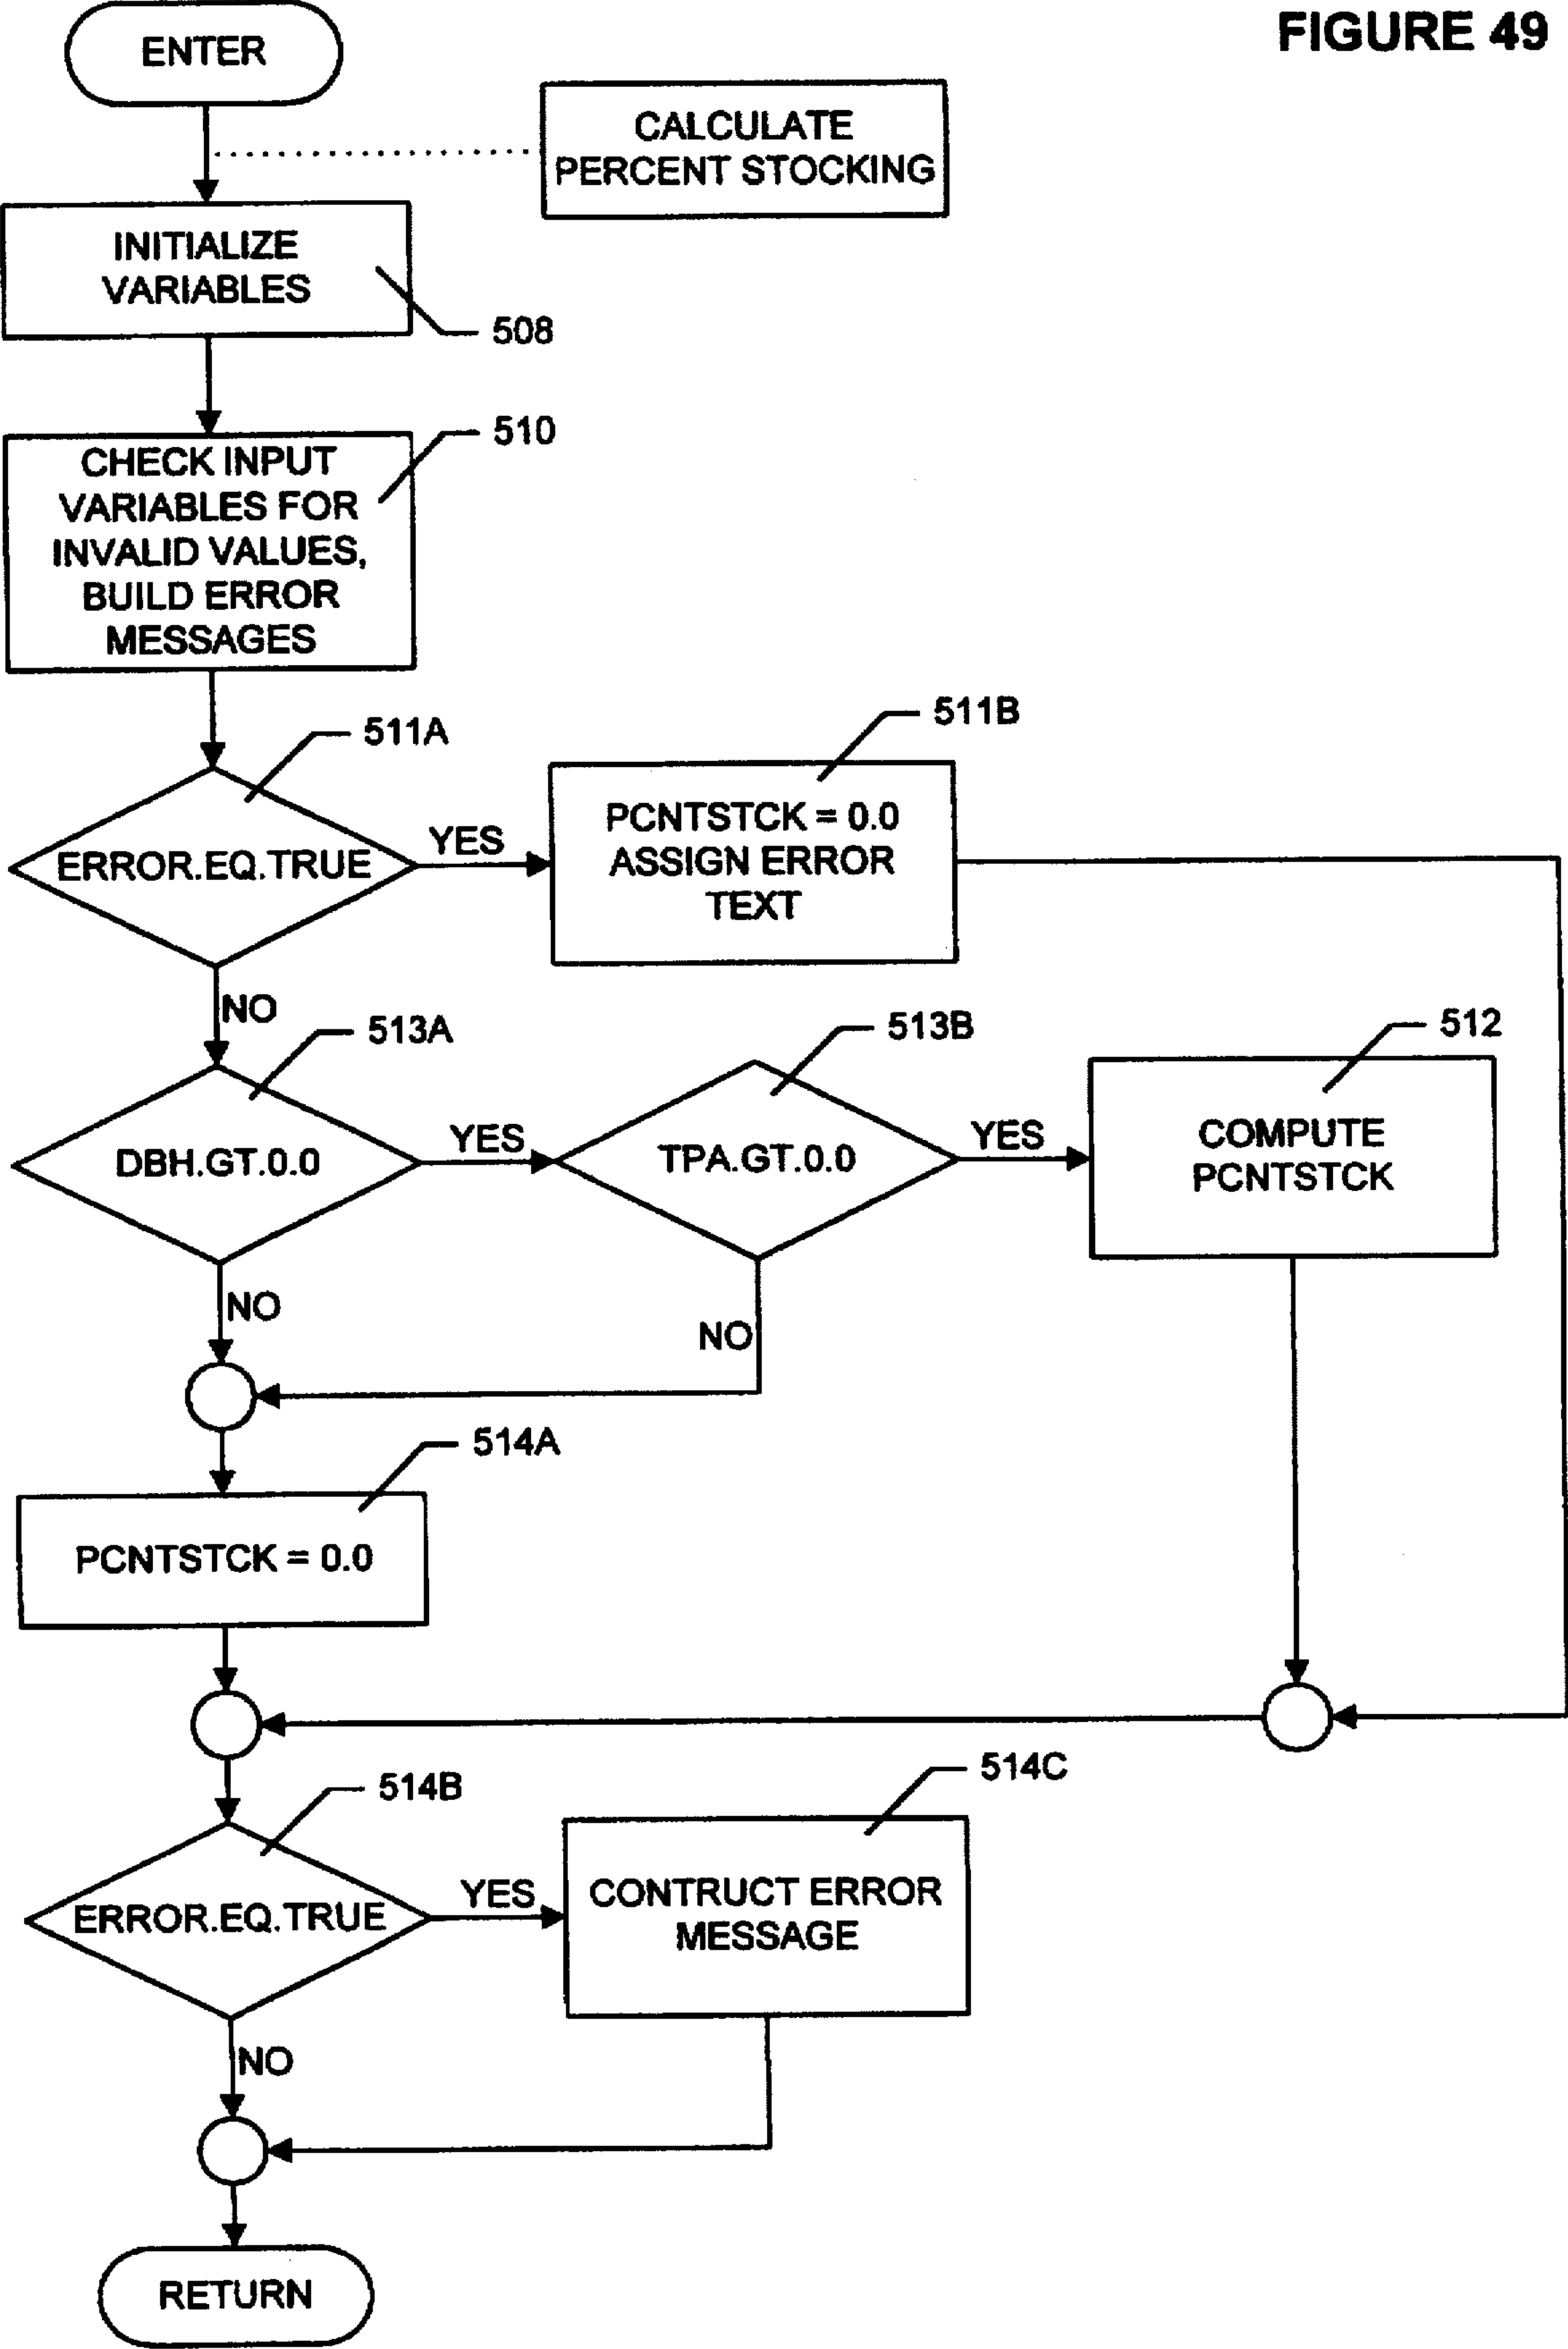 FIGURE 49
ENTER
CALCULATE
PERCENT STOCKING
INITIALIZE
VARIABLES
508
510
CHECK INPUT
VARIABLES FOR
INVALID VALUES,
BUILD ERROR
MESSAGES
511A
511B
ERROR.EQ.TRUE
YES
PCNTSTCK = 0.0
ASSIGN ERROR
TEXT
NO
513A
513B
512
DBH.GT.0.0
YES
TPA.GT.0.0
YES
COMPUTE
PCNTSTCK
NO
NO
514A
PCNTSTCK = 0.0
514B
514C
ERROR.EQ.TRUE
YES
CONTRUCT ERROR
MESSAGE
NO
RETURN